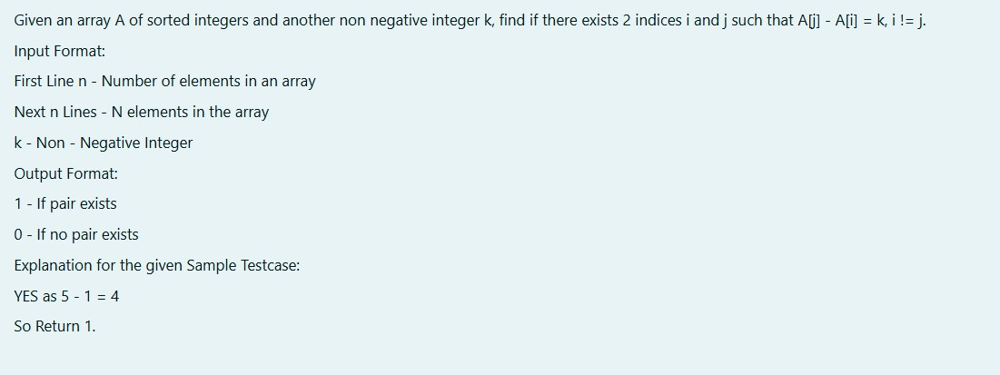 Given an array A of sorted integers and another non negative integer k, find if there exists 2 indices i and j such that A[j] - A[i] = k, i != j.
Input Format:
First Line n - Number of elements in an array
Next n Lines - N elements in the array
k - Non - Negative Integer
Output Format:
1 - If pair exists
0 - If no pair exists
Explanation for the given Sample Testcase:
YES as 5 - 1 = 4
So Return 1.